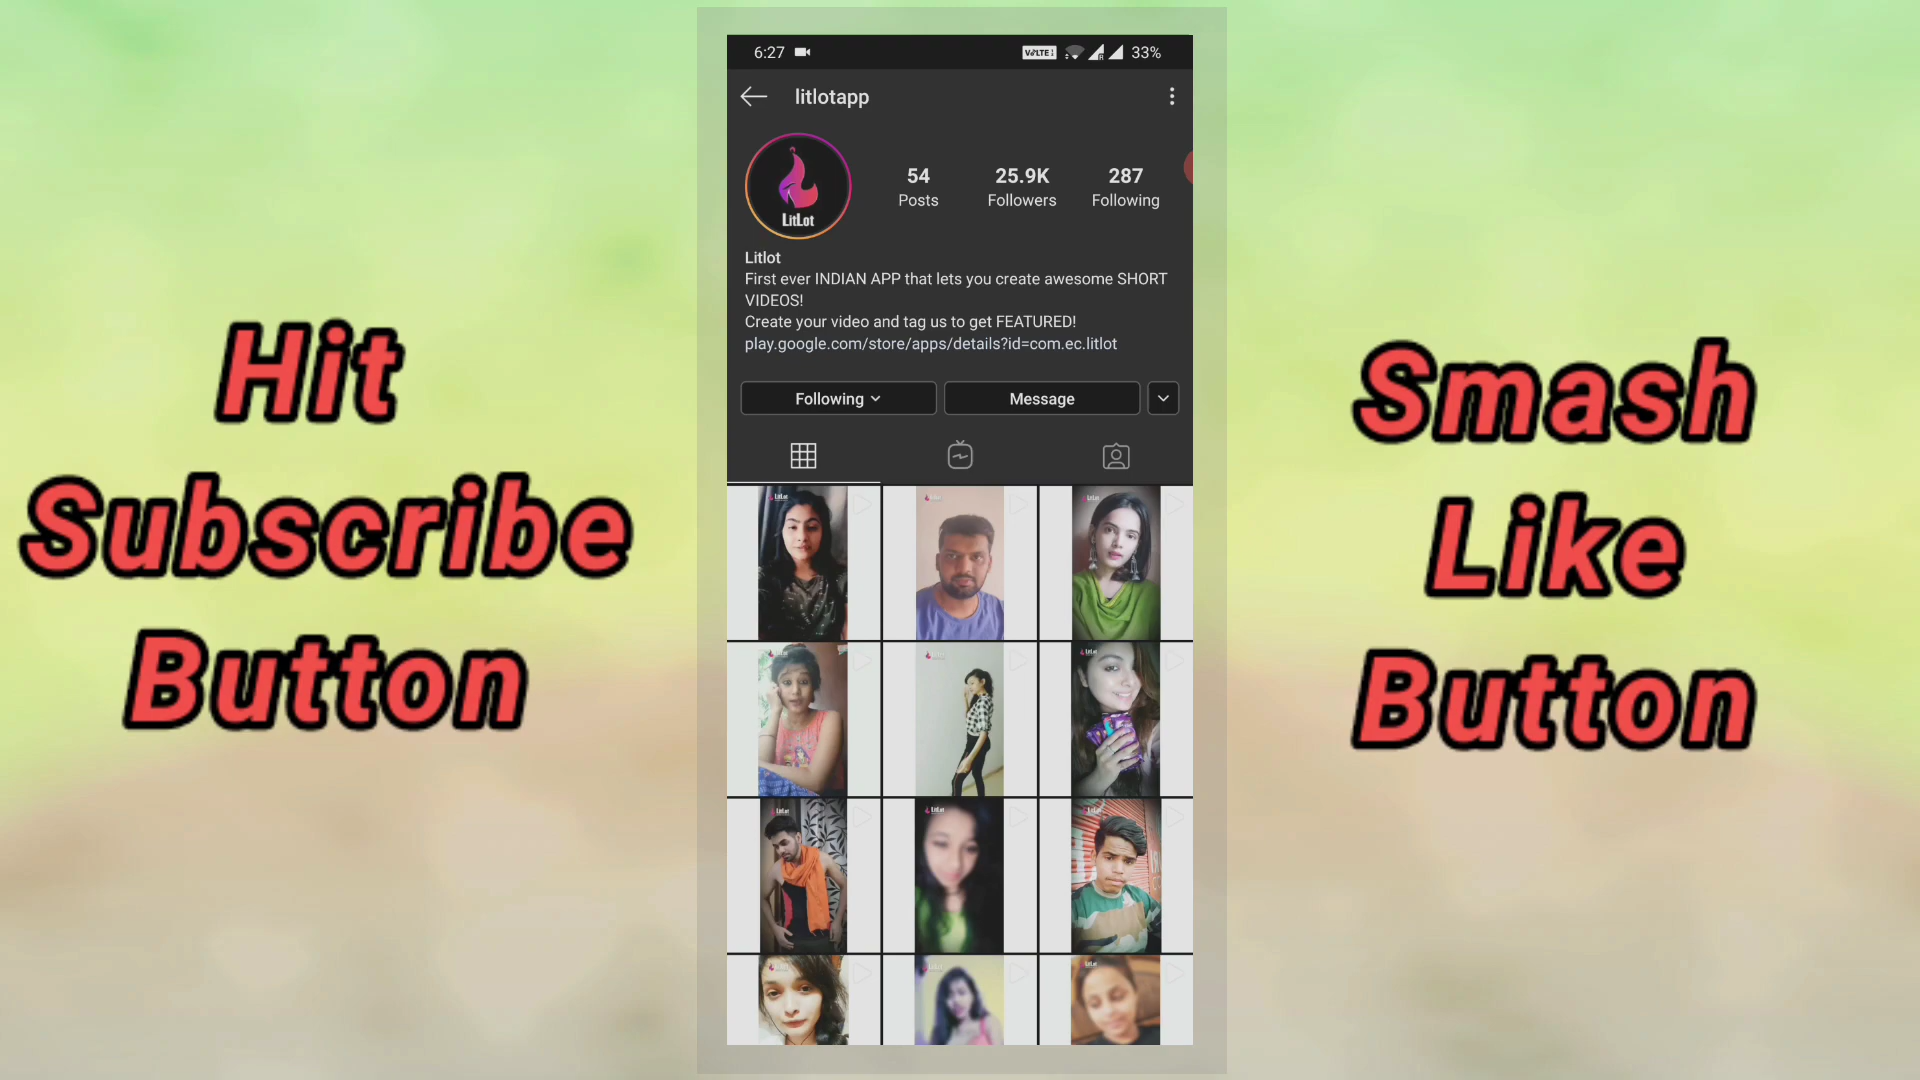 Hit
Subscribe
Button
6:27
VoLTE
33%
litlotapp
LitLot
54
Posts
25.9K
Followers
287
Following
Litlot
First ever INDIAN APP that lets you create awesome SHORT
VIDEOS!
Create your video and tag us to get FEATURED!
play.google.com/store/apps/details?id=com.ec.litlot
Following
Message
Smash
Like
Button